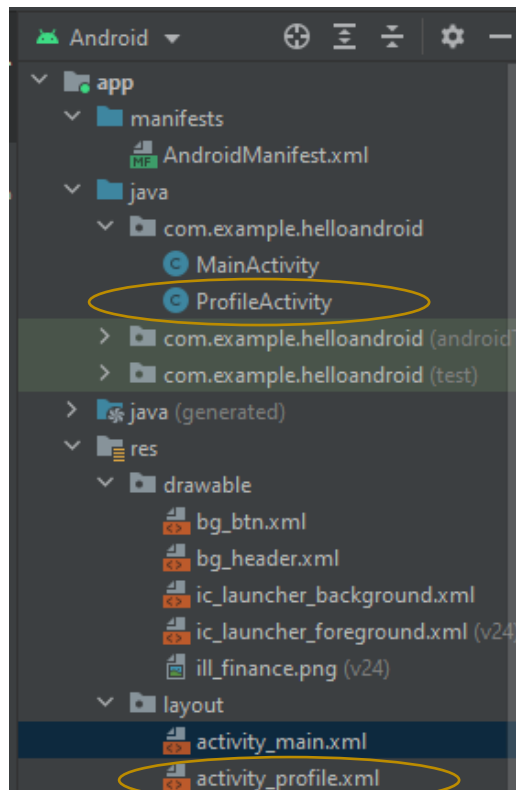 Android
app
manifests
MF AndroidManifest.xml
java
com.example.helloandroid
C MainActivity
C ProfileActivity
com.example.helloandroid (android
com.example.helloandroid (test)
java (generated)
res
drawable
bg_btn.xml
bg_header.xml
ic_launcher_background.xml
ic_launcher_foreground.xml (v24
ill_finance.png (v24)
layout
activity_main.xml
activity_profile.xml